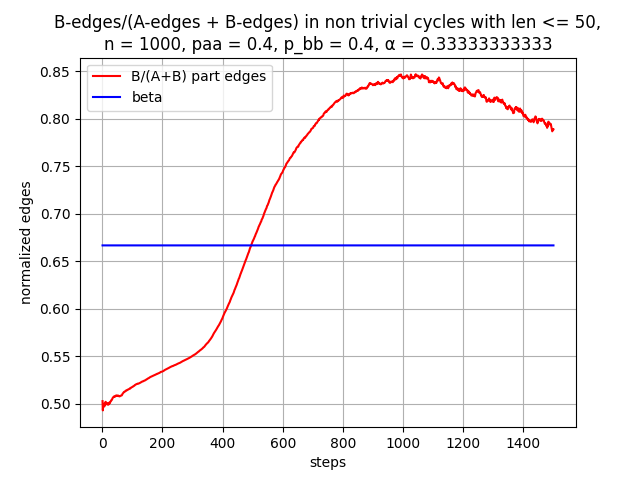 B-edges/(A-edges + B-edges) in non trivial cycles with len <= 50,
n = 1000, paa = 0.4, p_bb = 0.4, α = 0.33333333333
B/(A+B) part edges
beta
normalized edges
0.85
0.80
0.75
0.70
0.65
0.60
0.55
0.50
0 200 400 600 800 1000 1200 1400
steps